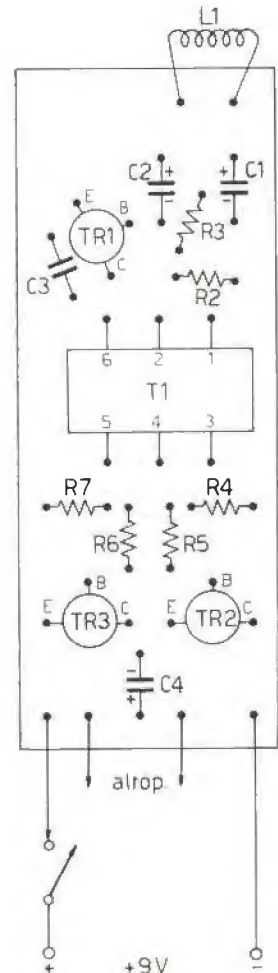 L1
+ +
C2 C1
- -
E
B
TR1
R3
C
C3
R2
6 2 1
T1
5 4 3
R7 R4
R6 R5
B B
E TR3 C E TR2 C
-
C4
+
alrop
+ +9V -